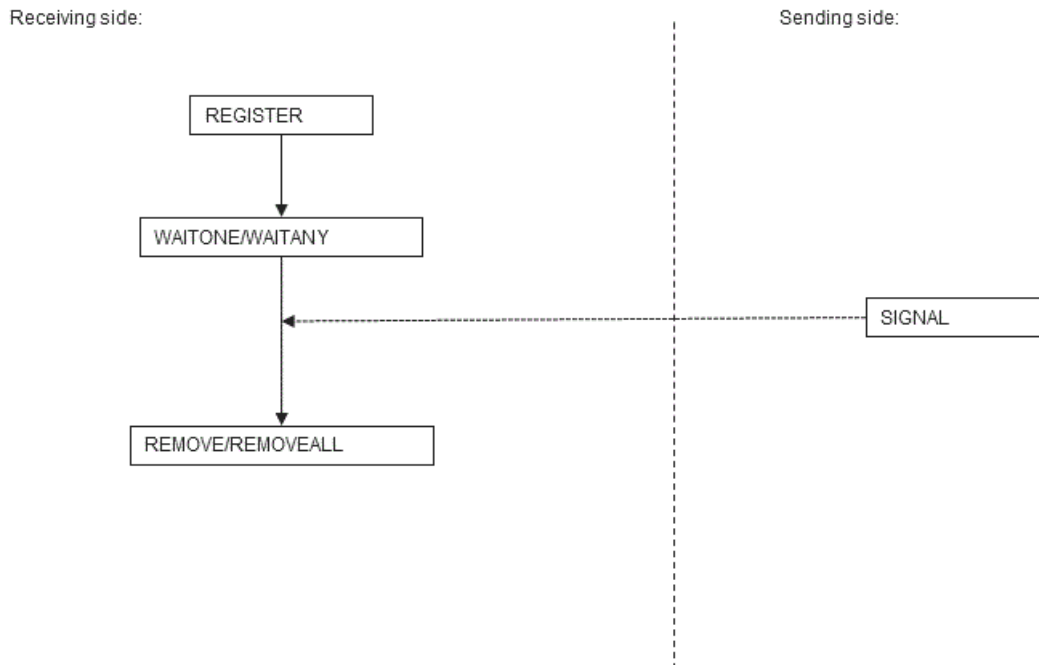 Receiving side:
Sending side:
REGISTER
WAITONE/WAITANY
SIGNAL
REMOVE/REMOVEALL